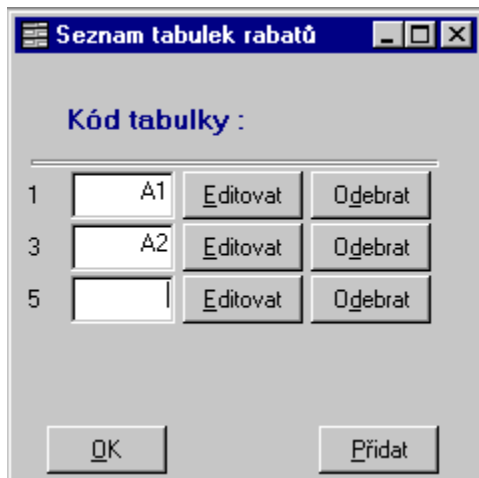 Seznam tabulek rabatů
Kód tabulky :
1 A1 Editovat Odebrat
3 A2 Editovat Odebrat
5 Editovat Odebrat
OK Přidat